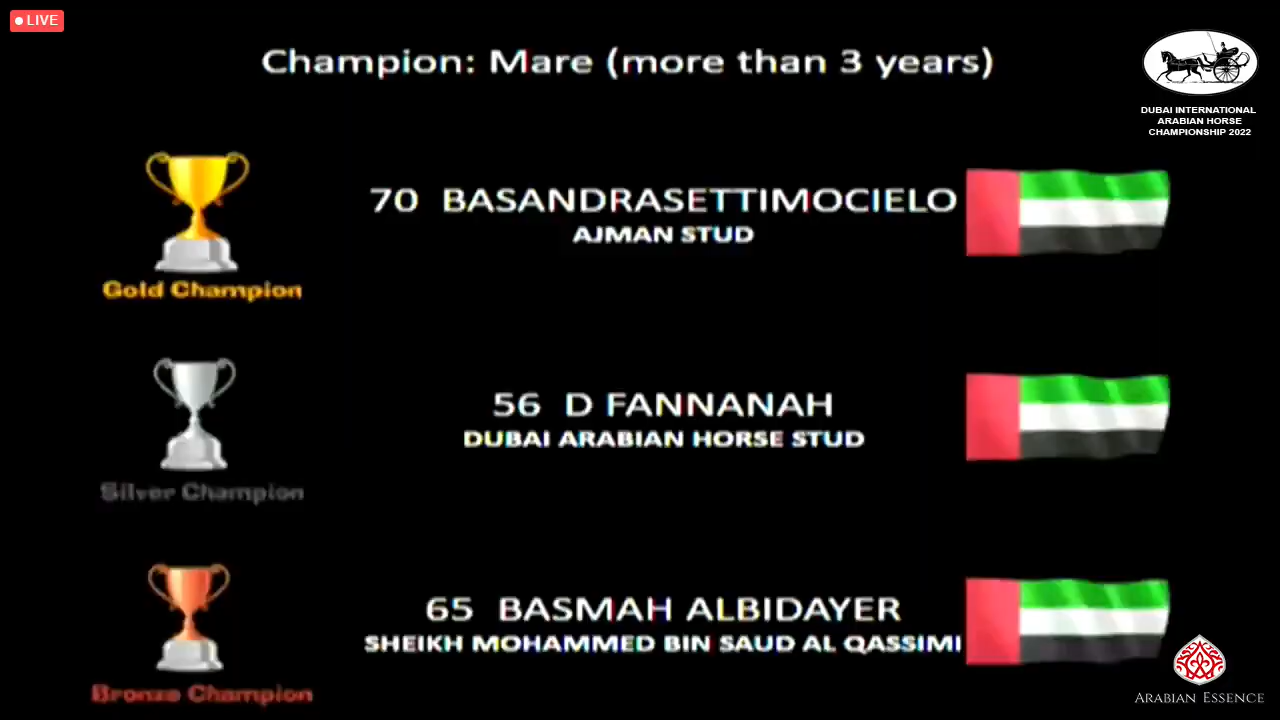 LIVE
Champion: Mare (more than 3 years)
DUBAI INTERNATIONAL
ARABIAN HORSE
CHAMPIONSHIP 2022
70 BASANDRASETTIMOCIELO
AJMAN STUD
Gold Champion
56 D FANNANAH
DUBAI ARABIAN HORSE STUD
Silver Champion
65 BASMAH ALBIDAYER
SHEIKH MOHAMMED BIN SAUD AL QASSIMI
Bronze Champion
ARABIAN ESSENCE